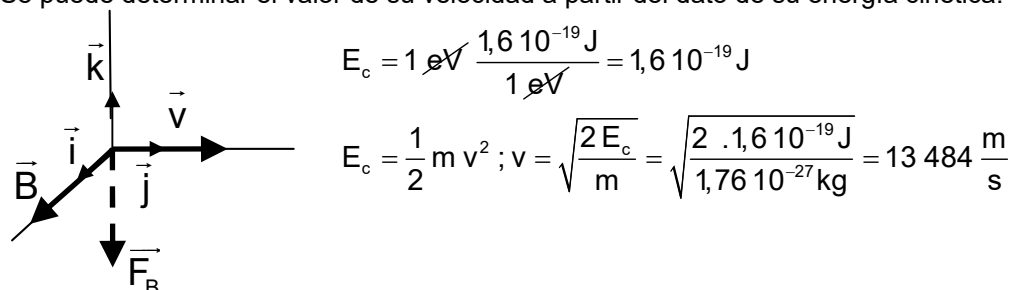 Se puede determinar el valor de su velocidad a partir del dato de su energía cinética:
E_c = 1 eV (1,6 10^−19 J)/(1 eV) = 1,6 10^−19 J
E_c = 1/2 m v² ; v = √(2 E_c / m) = √(2 . 1,6 10^−19 J / 1,76 10^−27 kg) = 13 484 m/s
k⃗
v⃗
i⃗
B⃗
j⃗
F_B⃗